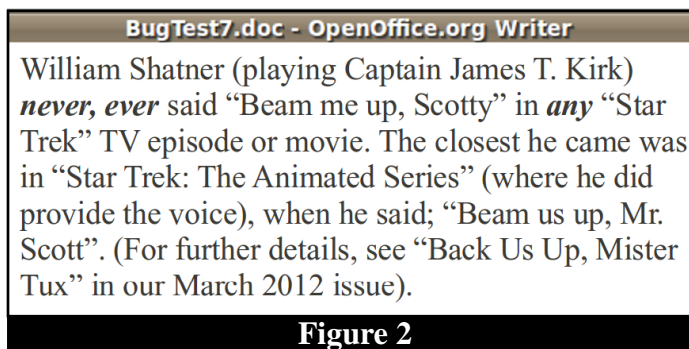 BugTest7.doc - OpenOffice.org Writer
William Shatner (playing Captain James T. Kirk)
never, ever said “Beam me up, Scotty” in any “Star
Trek” TV episode or movie. The closest he came was
in “Star Trek: The Animated Series” (where he did
provide the voice), when he said; “Beam us up, Mr.
Scott”. (For further details, see “Back Us Up, Mister
Tux” in our March 2012 issue).
Figure 2